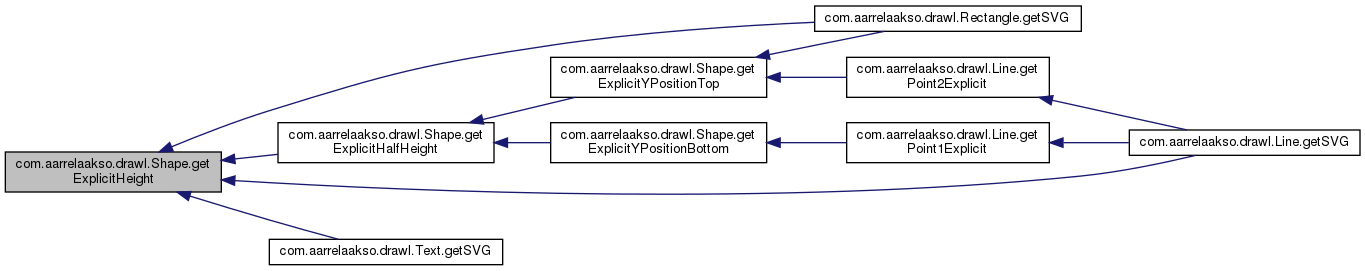 com.aarrelaakso.drawl.Rectangle.getSVG
com.aarrelaakso.drawl.Shape.get
ExplicitYPositionTop
com.aarrelaakso.drawl.Line.get
Point2Explicit
com.aarrelaakso.drawl.Shape.get
ExplicitHalfHeight
com.aarrelaakso.drawl.Shape.get
ExplicitYPositionBottom
com.aarrelaakso.drawl.Line.get
Point1Explicit
com.aarrelaakso.drawl.Line.getSVG
com.aarrelaakso.drawl.Shape.get
ExplicitHeight
com.aarrelaakso.drawl.Text.getSVG